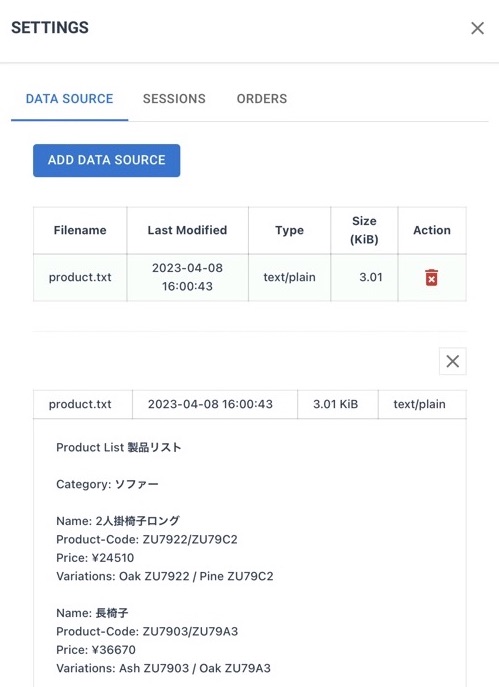 SETTINGS
DATA SOURCE SESSIONS ORDERS
ADD DATA SOURCE
Filename Last Modified Type Size (KiB) Action
product.txt 2023-04-08 16:00:43 text/plain 3.01
product.txt 2023-04-08 16:00:43 3.01 KiB text/plain
Product List 製品リスト
Category: ソファー
Name: 2人掛椅子ロング
Product-Code: ZU7922/ZU79C2
Price: ¥24510
Variations: Oak ZU7922 / Pine ZU79C2
Name: 長椅子
Product-Code: ZU7903/ZU79A3
Price: ¥36670
Variations: Ash ZU7903 / Oak ZU79A3